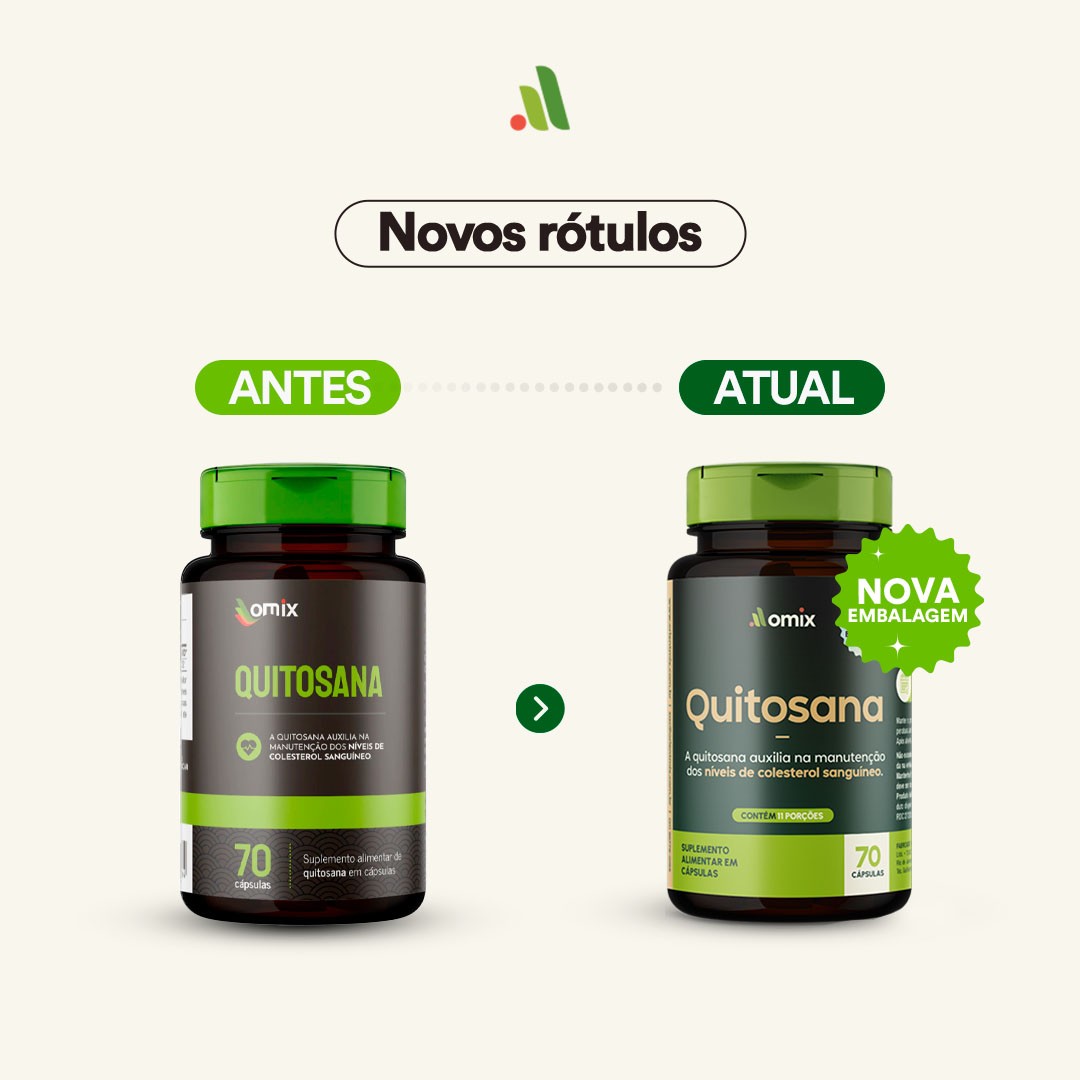 Novos rótulos
ANTES
ATUAL
omix
QUITOSANA
A QUITOSANA AUXILIA NA
MANUTENÇÃO DOS NÍVEIS DE
COLESTEROL SANGUÍNEO
70
cápsulas
Suplemento alimentar de
quitosana em cápsulas
omix
Quitosana
A quitosana auxilia na manutenção
dos níveis de colesterol sanguíneo.
CONTÉM 11 PORÇÕES
SUPLEMENTO
ALIMENTAR EM
CÁPSULAS
70
CÁPSULAS
NOVA
EMBALAGEM